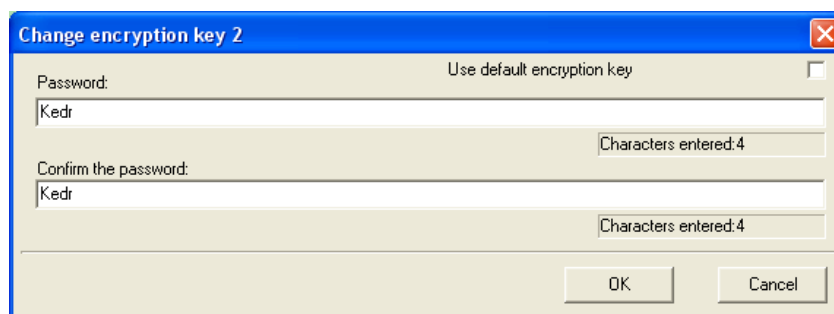 Change encryption key 2
Use default encryption key
Password:
Kedr
Characters entered:4
Confirm the password:
Kedr
Characters entered:4
OK Cancel